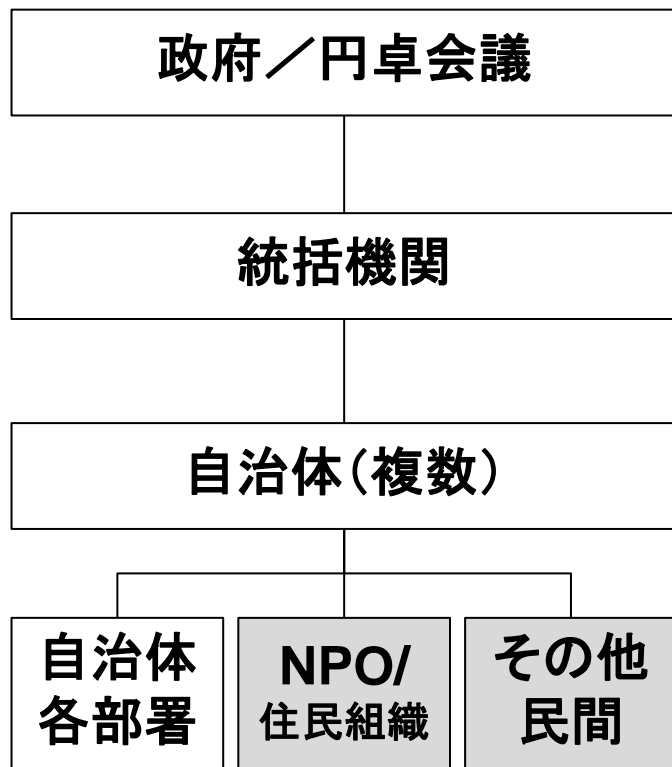 政府／円卓会議
統括機関
自治体（複数）
自治体
各部署
NPO/
住民組織
その他
民間